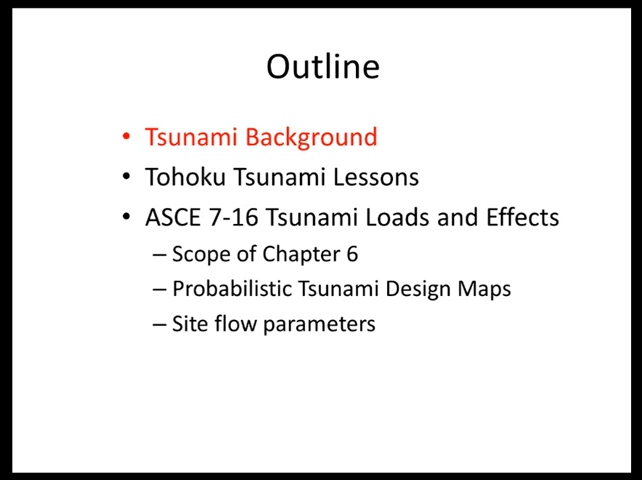 Outline
• Tsunami Background
• Tohoku Tsunami Lessons
• ASCE 7-16 Tsunami Loads and Effects
– Scope of Chapter 6
– Probabilistic Tsunami Design Maps
– Site flow parameters